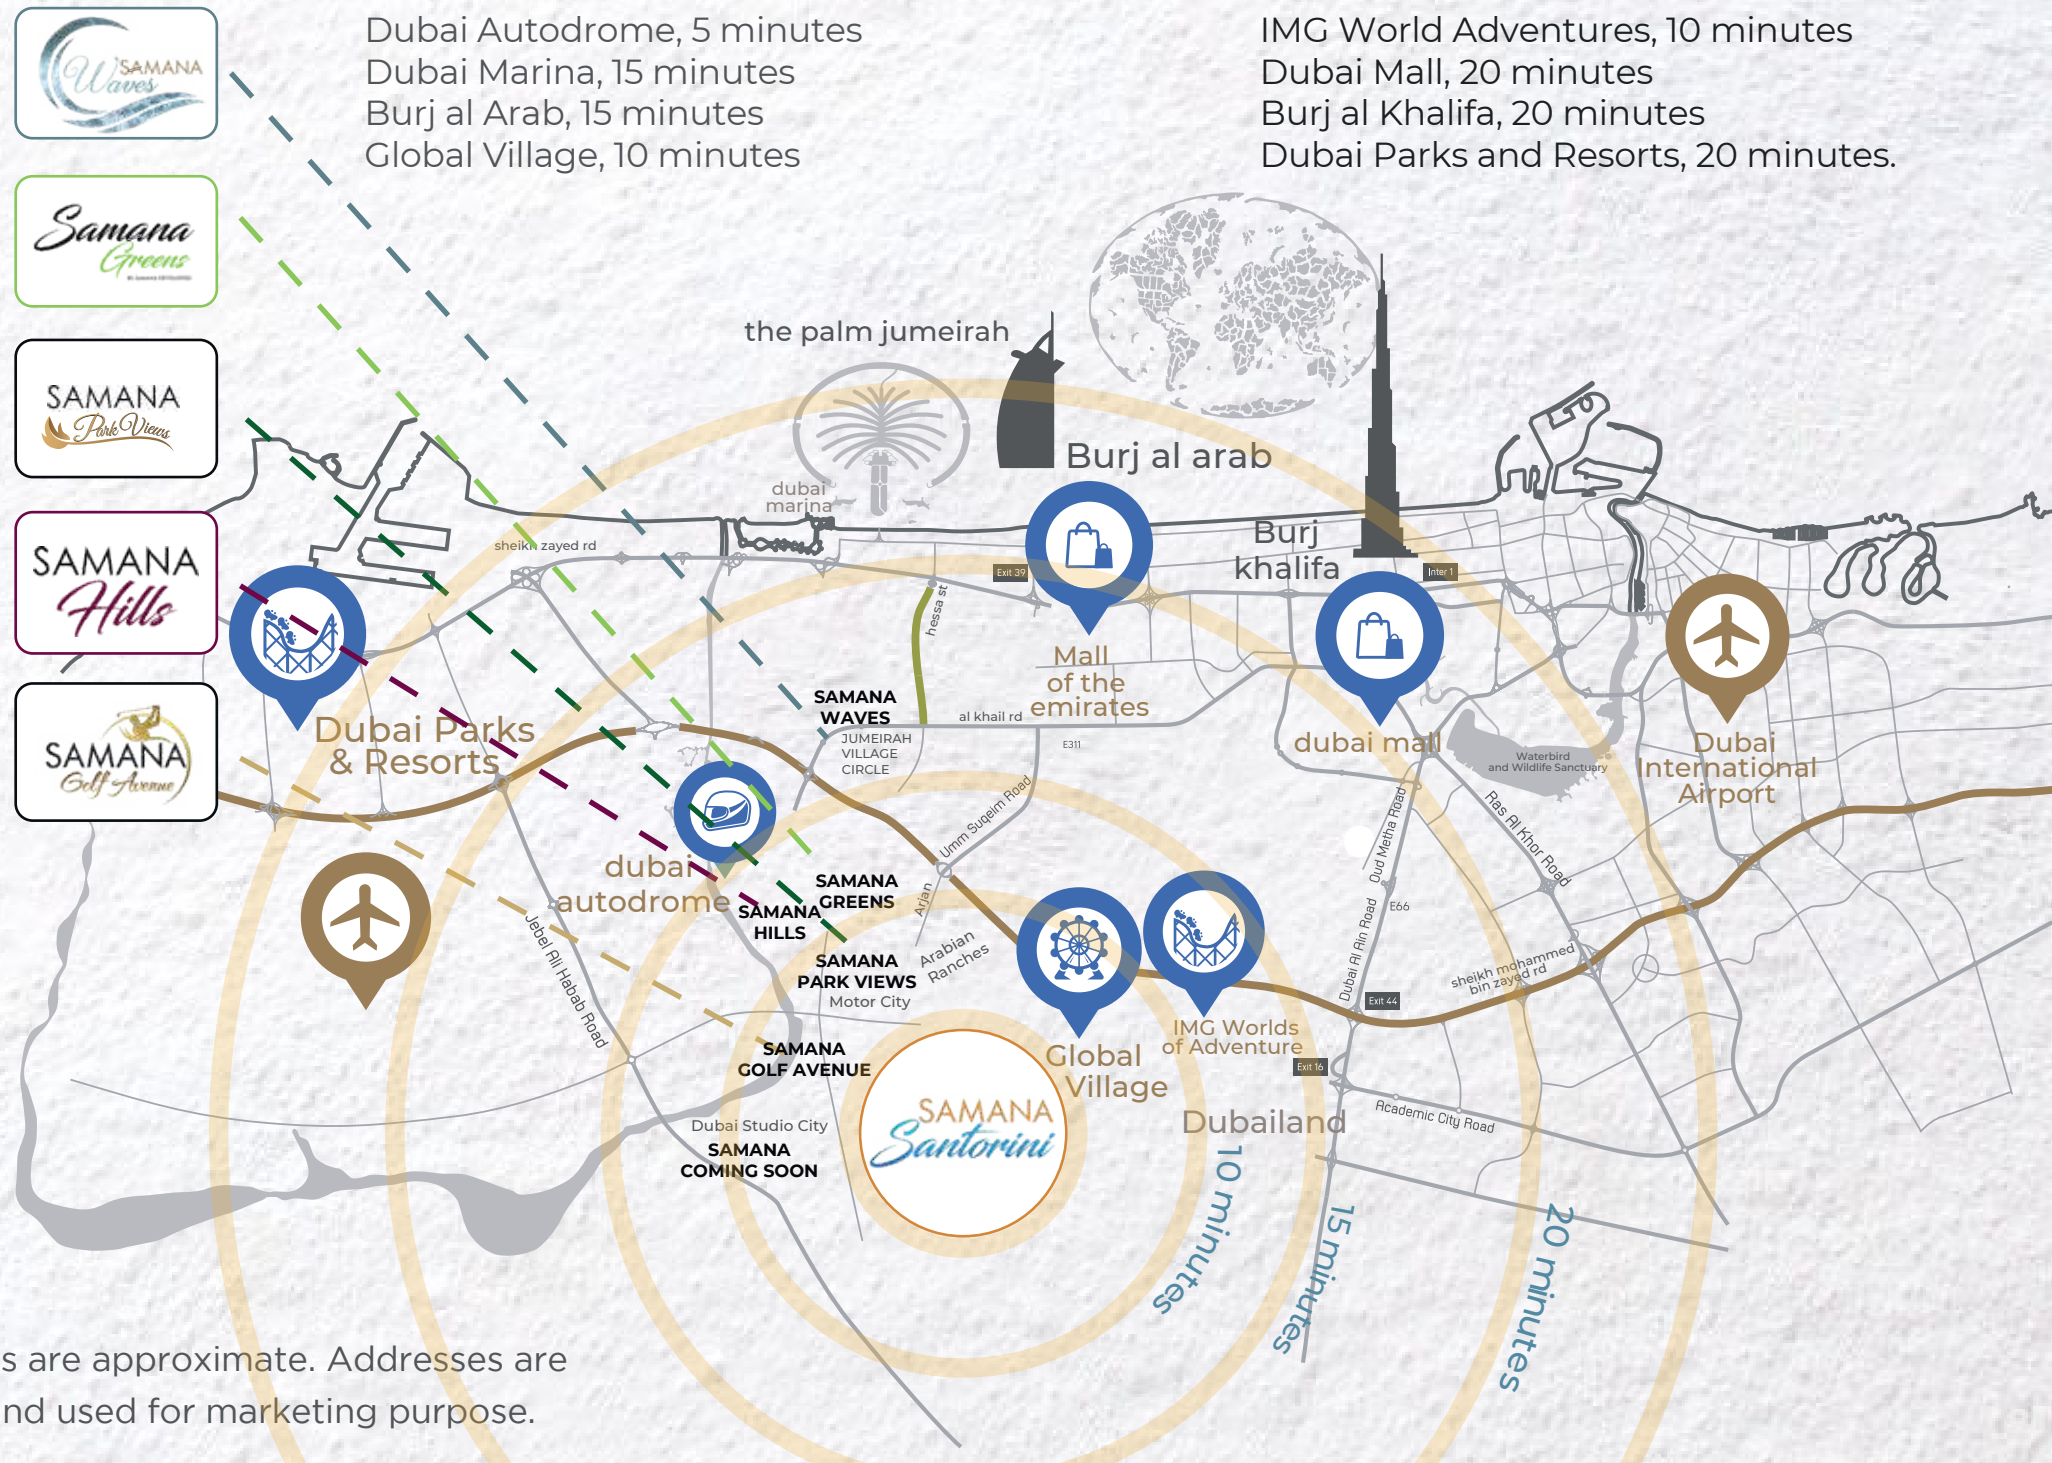 SAMANA
Waves
Samana
Greens
SAMANA
Park Views
SAMANA
Hills
SAMANA
Golf Avenue
Dubai Autodrome, 5 minutes
Dubai Marina, 15 minutes
Burj al Arab, 15 minutes
Global Village, 10 minutes
IMG World Adventures, 10 minutes
Dubai Mall, 20 minutes
Burj al Khalifa, 20 minutes
Dubai Parks and Resorts, 20 minutes.
the palm jumeirah
Burj al arab
dubai
marina
sheikh zayed rd
Burj
khalifa
Exit 39
Inter 1
hessa st
Mall
of the
emirates
SAMANA
WAVES
al khail rd
JUMEIRAH
VILLAGE
CIRCLE
E311
Dubai Parks
& Resorts
dubai mall
Waterbird
and Wildlife Sanctuary
Dubai
International
Airport
Umm Suqeim Road
Oud Metha Road
Ras Al Khor Road
dubai
autodrome
SAMANA
GREENS
SAMANA
HILLS
Arjan
Arabian
Ranches
E66
Dubai Al Ain Road
SAMANA
PARK VIEWS
Motor City
Jebel Ali Habab Road
sheikh mohammed
bin zayed rd
Exit 44
IMG Worlds
of Adventure
Global
Village
SAMANA
GOLF AVENUE
Exit 16
Dubailand
Academic City Road
SAMANA
Santorini
Dubai Studio City
SAMANA
COMING SOON
10 minutes
15 minutes
20 minutes
s are approximate. Addresses are
nd used for marketing purpose.